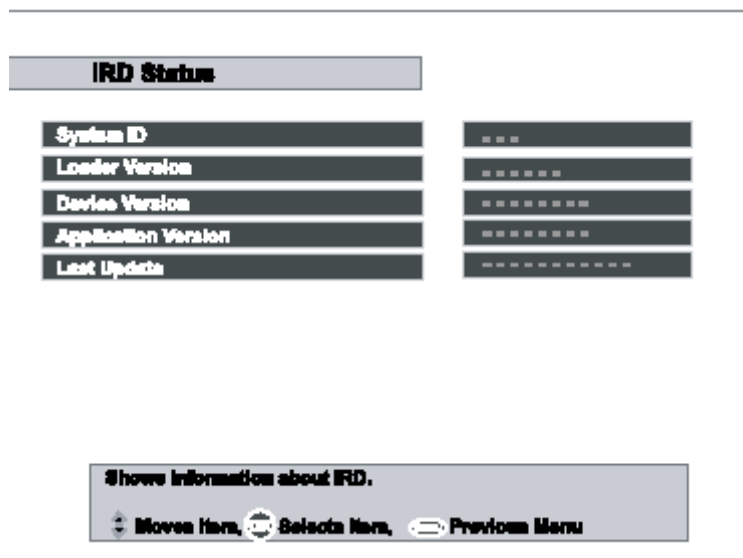 IRD Status
System ID - - -
Loader Version - - - - - -
Device Version - - - - - - - -
Application Version - - - - - - - -
Last Update - - - - - - - - - - -
Shows information about IRD.
Moves Item, Selects Item, Previous Menu